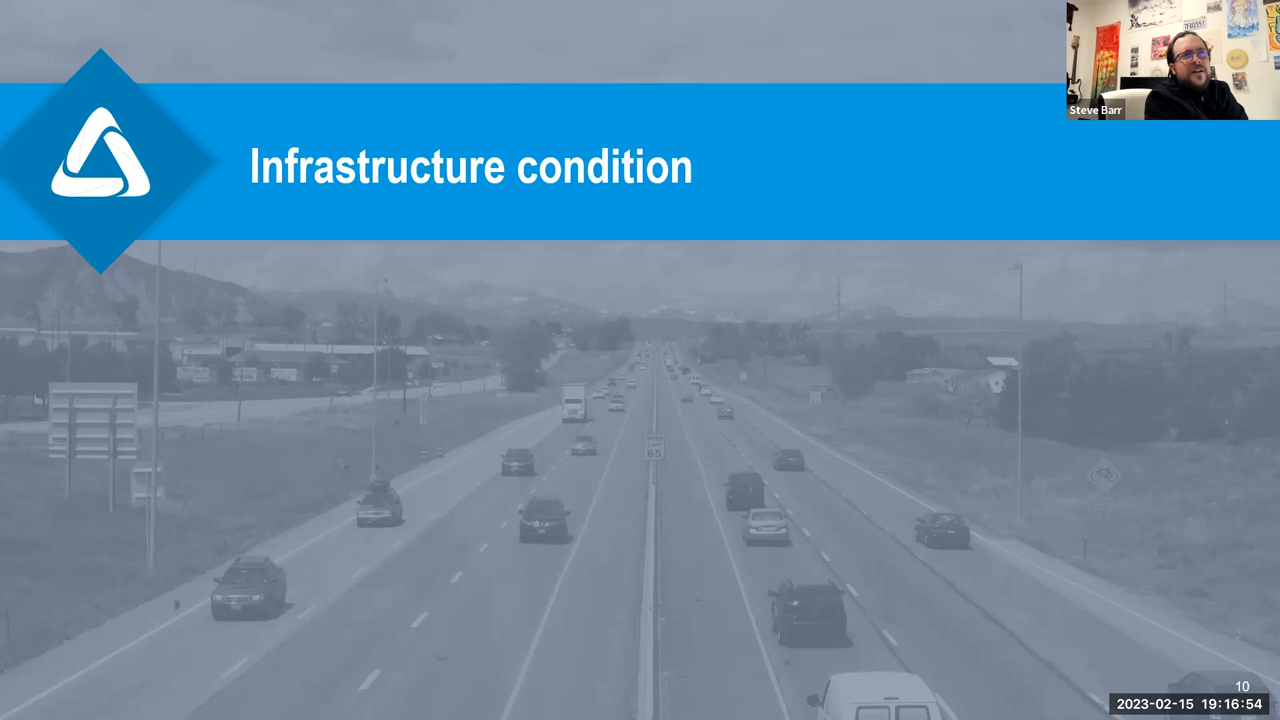 Infrastructure condition
Steve Barr
65
10
2023-02-15 19:16:54